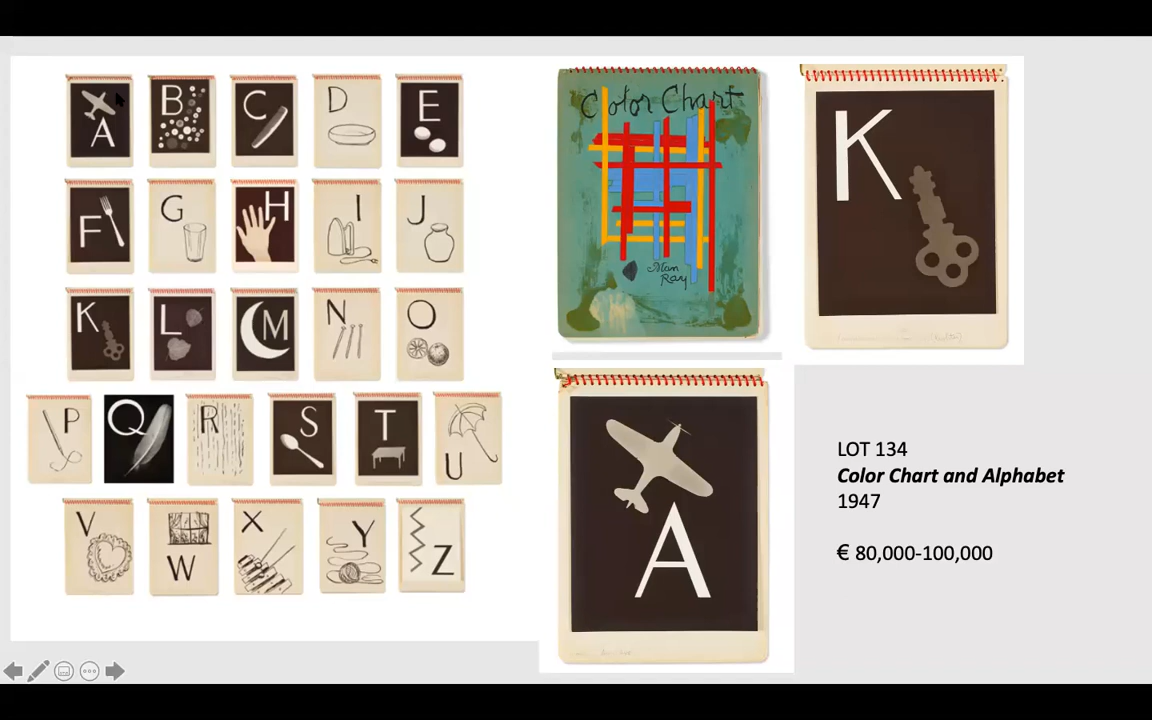 A
B
C
D
E
F
G
H
I
J
K
L
M
N
O
P
Q
R
S
T
U
V
W
X
Y
Z
Color Chart
Man
Ray
K
A
LOT 134
Color Chart and Alphabet
1947
€ 80,000-100,000